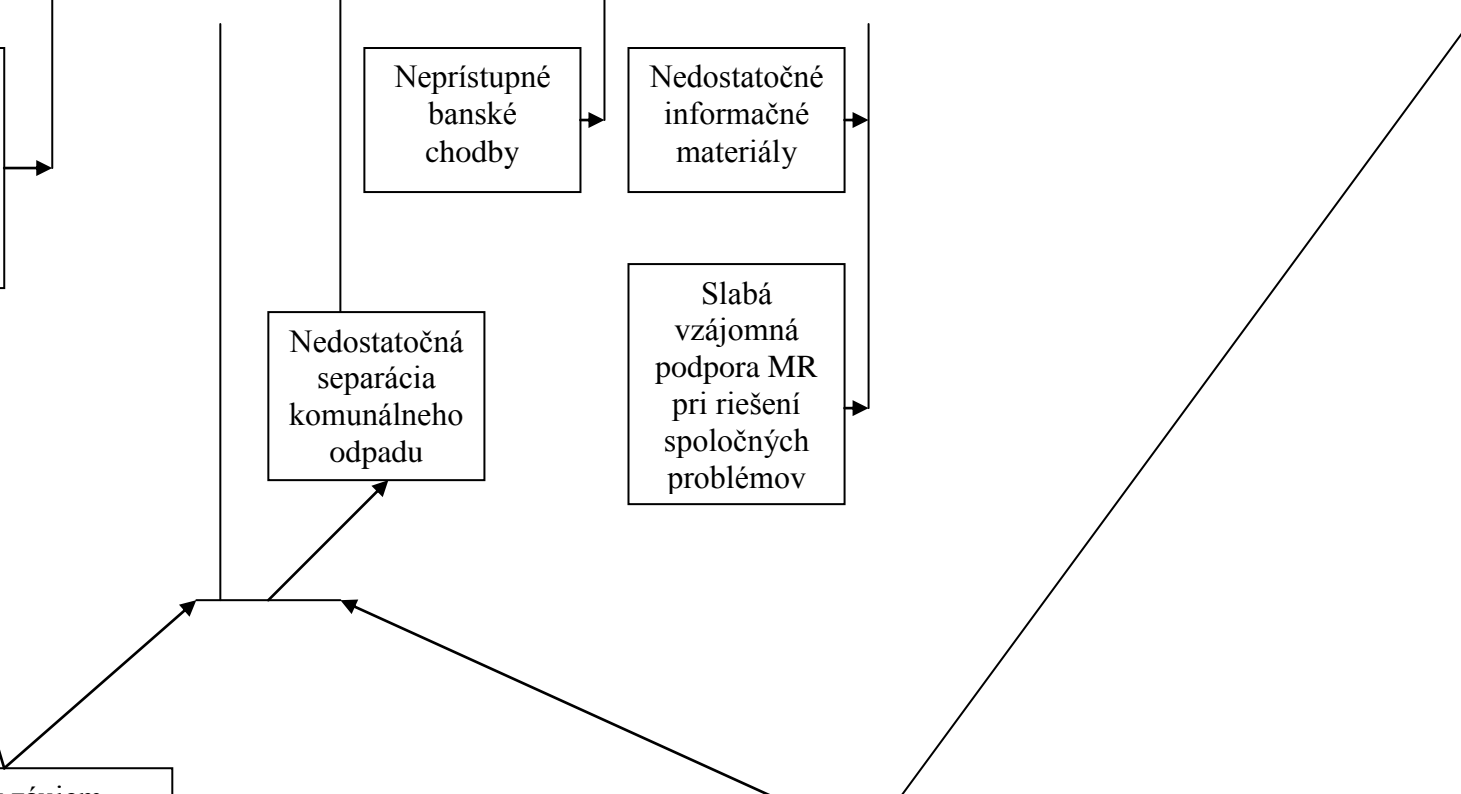 Neprístupné
banské
chodby
Nedostatočné
informačné
materiály
Slabá
vzájomná
podpora MR
pri riešení
spoločných
problémov
Nedostatočná
separácia
komunálneho
odpadu